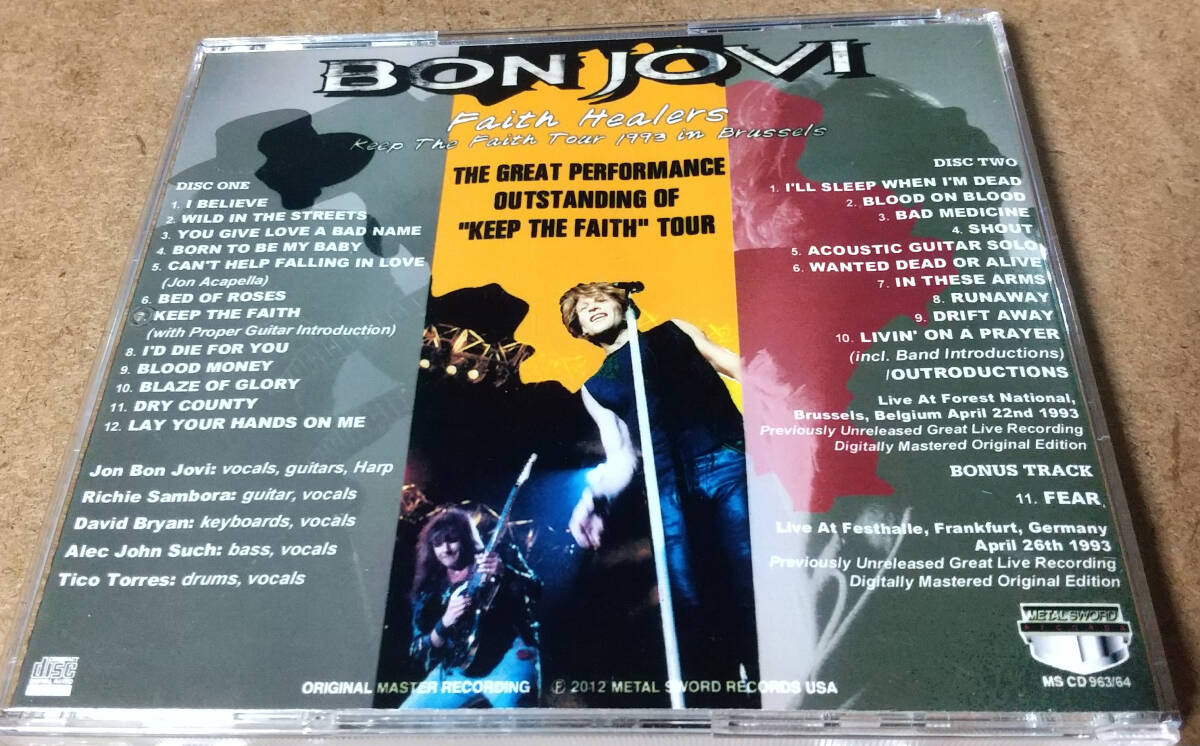 BON JOVI
Faith Healers
Keep The Faith Tour 1993 in Brussels
THE GREAT PERFORMANCE
OUTSTANDING OF
"KEEP THE FAITH" TOUR
DISC ONE
1. I BELIEVE
2. WILD IN THE STREETS
3. YOU GIVE LOVE A BAD NAME
4. BORN TO BE MY BABY
5. CAN'T HELP FALLING IN LOVE
(Jon Acapella)
6. BED OF ROSES
7. KEEP THE FAITH
(with Proper Guitar Introduction)
8. I'D DIE FOR YOU
9. BLOOD MONEY
10. BLAZE OF GLORY
11. DRY COUNTY
12. LAY YOUR HANDS ON ME
Jon Bon Jovi: vocals, guitars, Harp
Richie Sambora: guitar, vocals
David Bryan: keyboards, vocals
Alec John Such: bass, vocals
Tico Torres: drums, vocals
DISC TWO
1. I'LL SLEEP WHEN I'M DEAD
2. BLOOD ON BLOOD
3. BAD MEDICINE
4. SHOUT
5. ACOUSTIC GUITAR SOLO
6. WANTED DEAD OR ALIVE
7. IN THESE ARMS
8. RUNAWAY
9. DRIFT AWAY
10. LIVIN' ON A PRAYER
(incl. Band Introductions)
/OUTRODUCTIONS
Live At Forest National,
Brussels, Belgium April 22nd 1993
Previously Unreleased Great Live Recording
Digitally Mastered Original Edition
BONUS TRACK
11. FEAR
Live At Festhalle, Frankfurt, Germany
April 26th 1993
Previously Unreleased Great Live Recording
Digitally Mastered Original Edition
METAL SWORD
RECORDS
MS CD 963/64
COMPACT
disc
DIGITAL AUDIO
ORIGINAL MASTER RECORDING Ⓟ 2012 METAL SWORD RECORDS USA